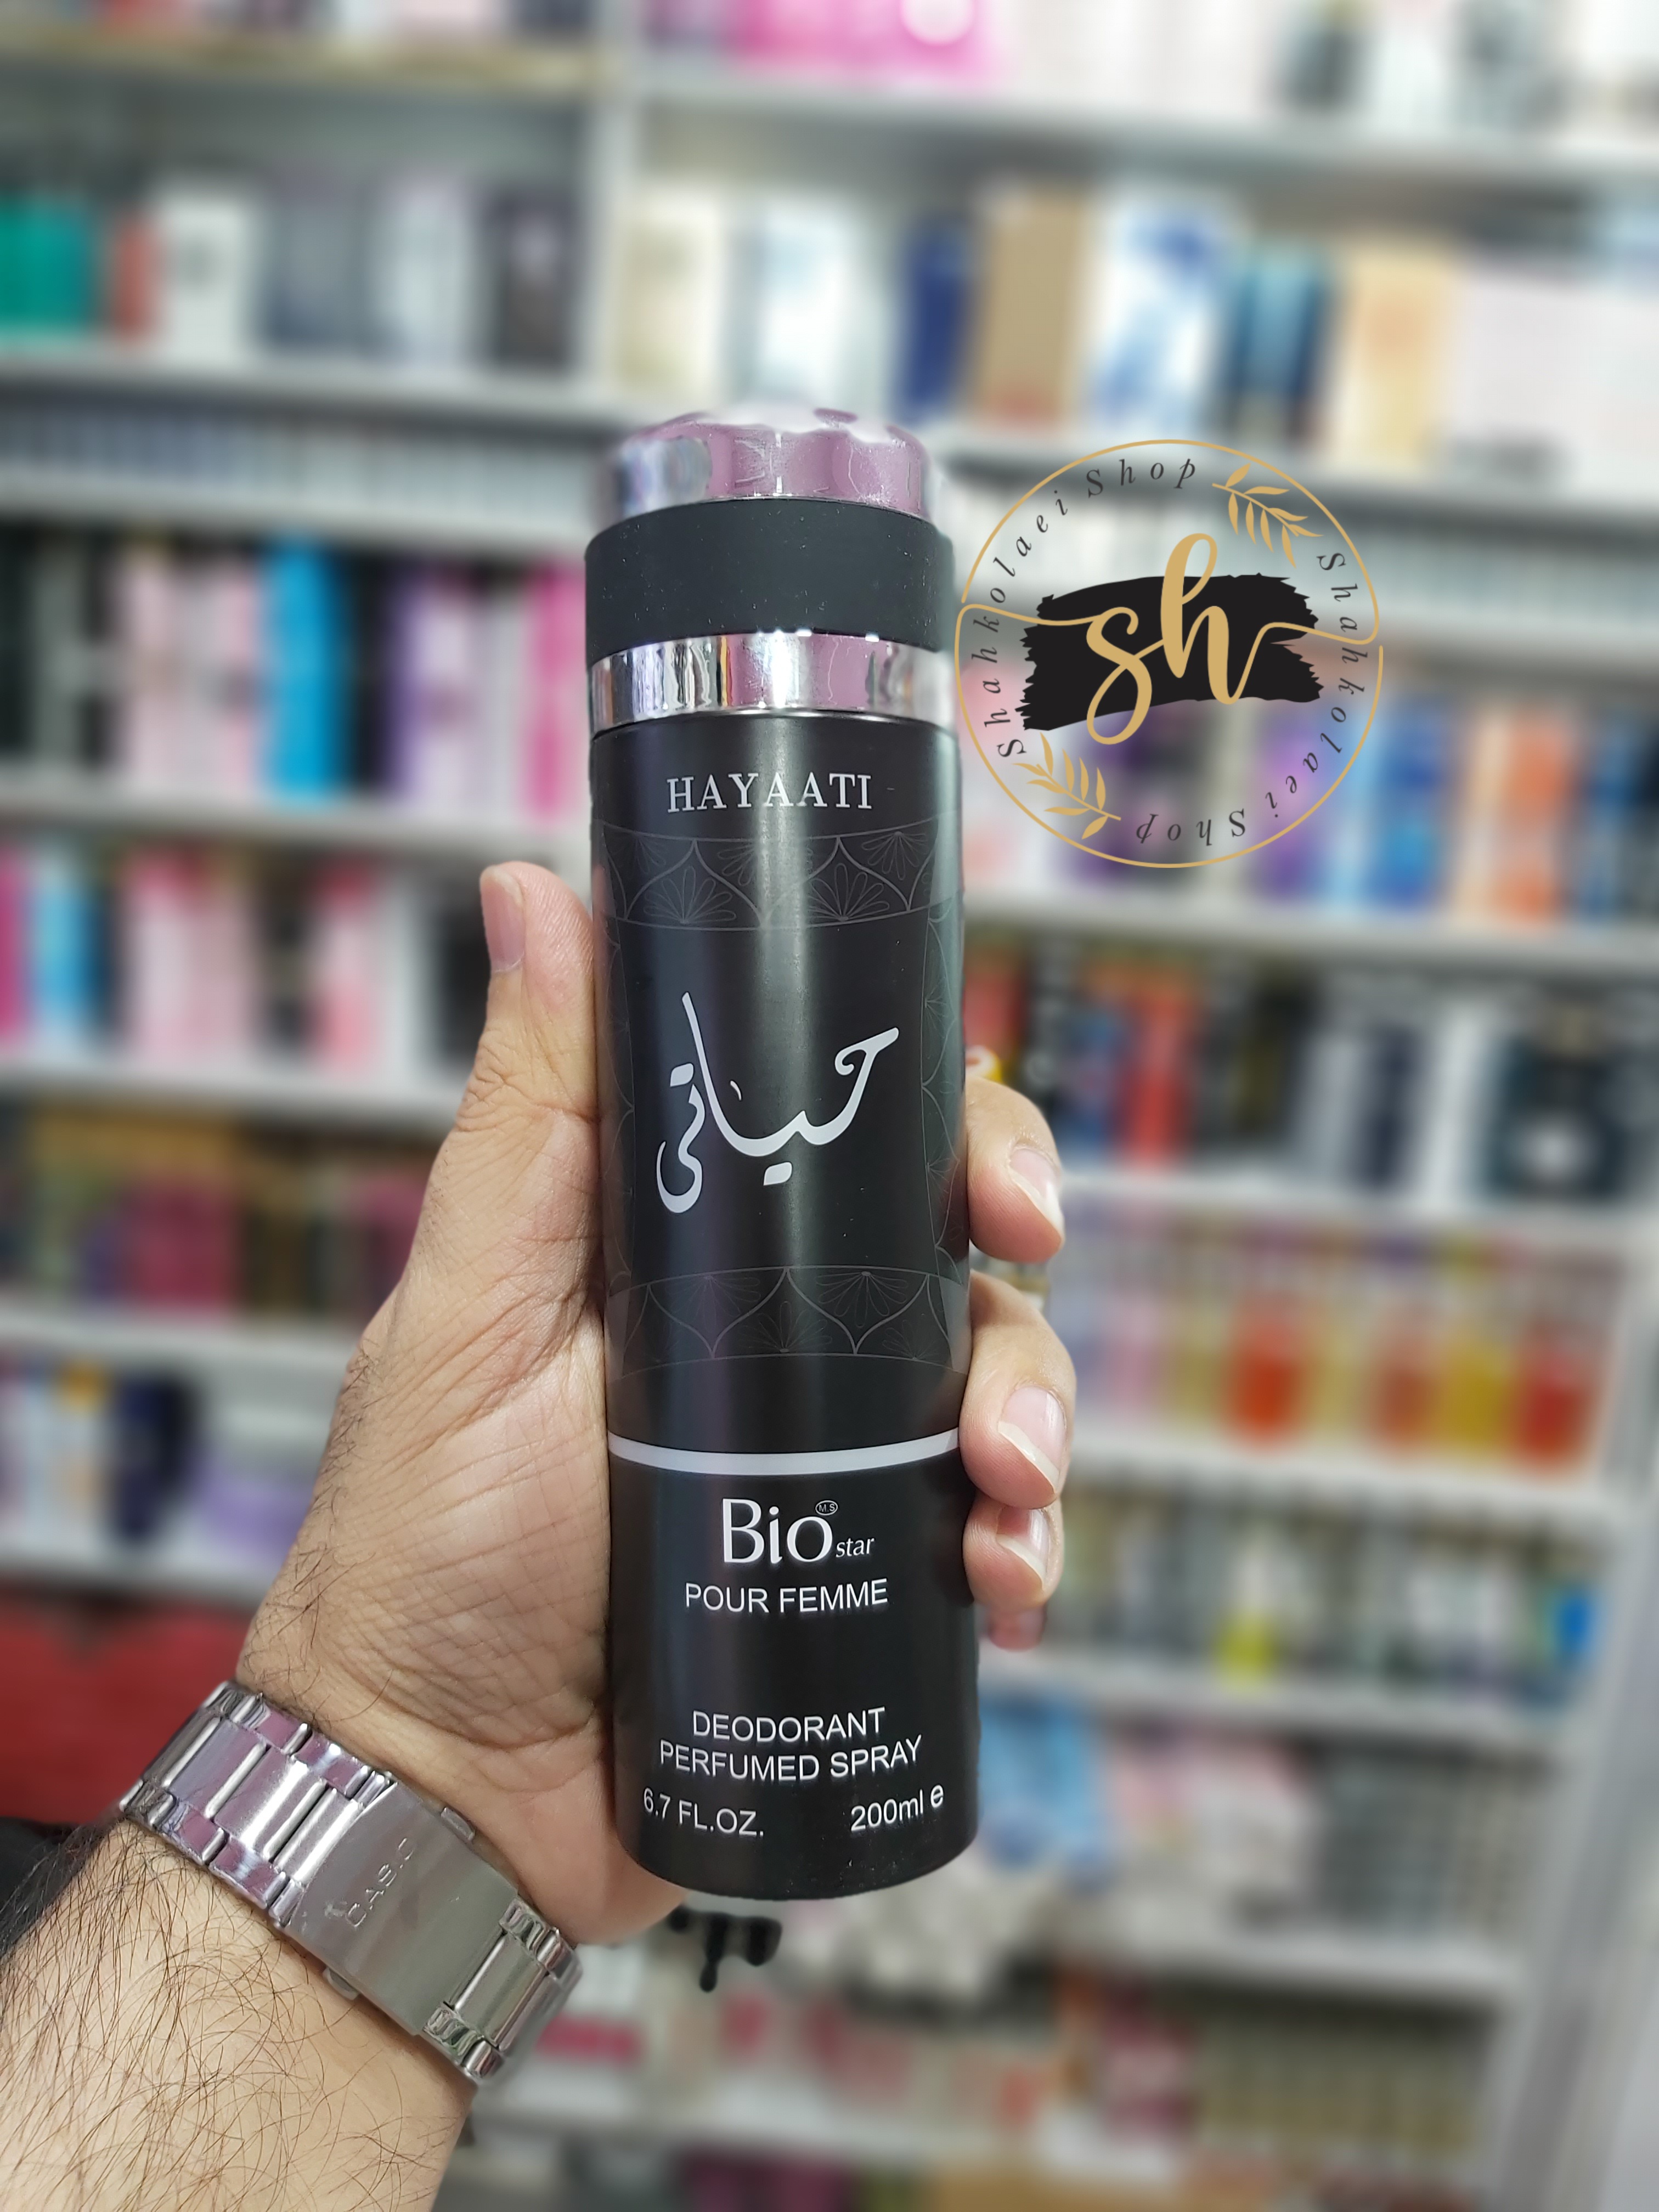 HAYAATI
حياتي
Bio star
M.S
POUR FEMME
DEODORANT
PERFUMED SPRAY
6.7 FL.OZ. 200ml e
Shahkolaei Shop
sh
Shahkolaei Shop
CASIO